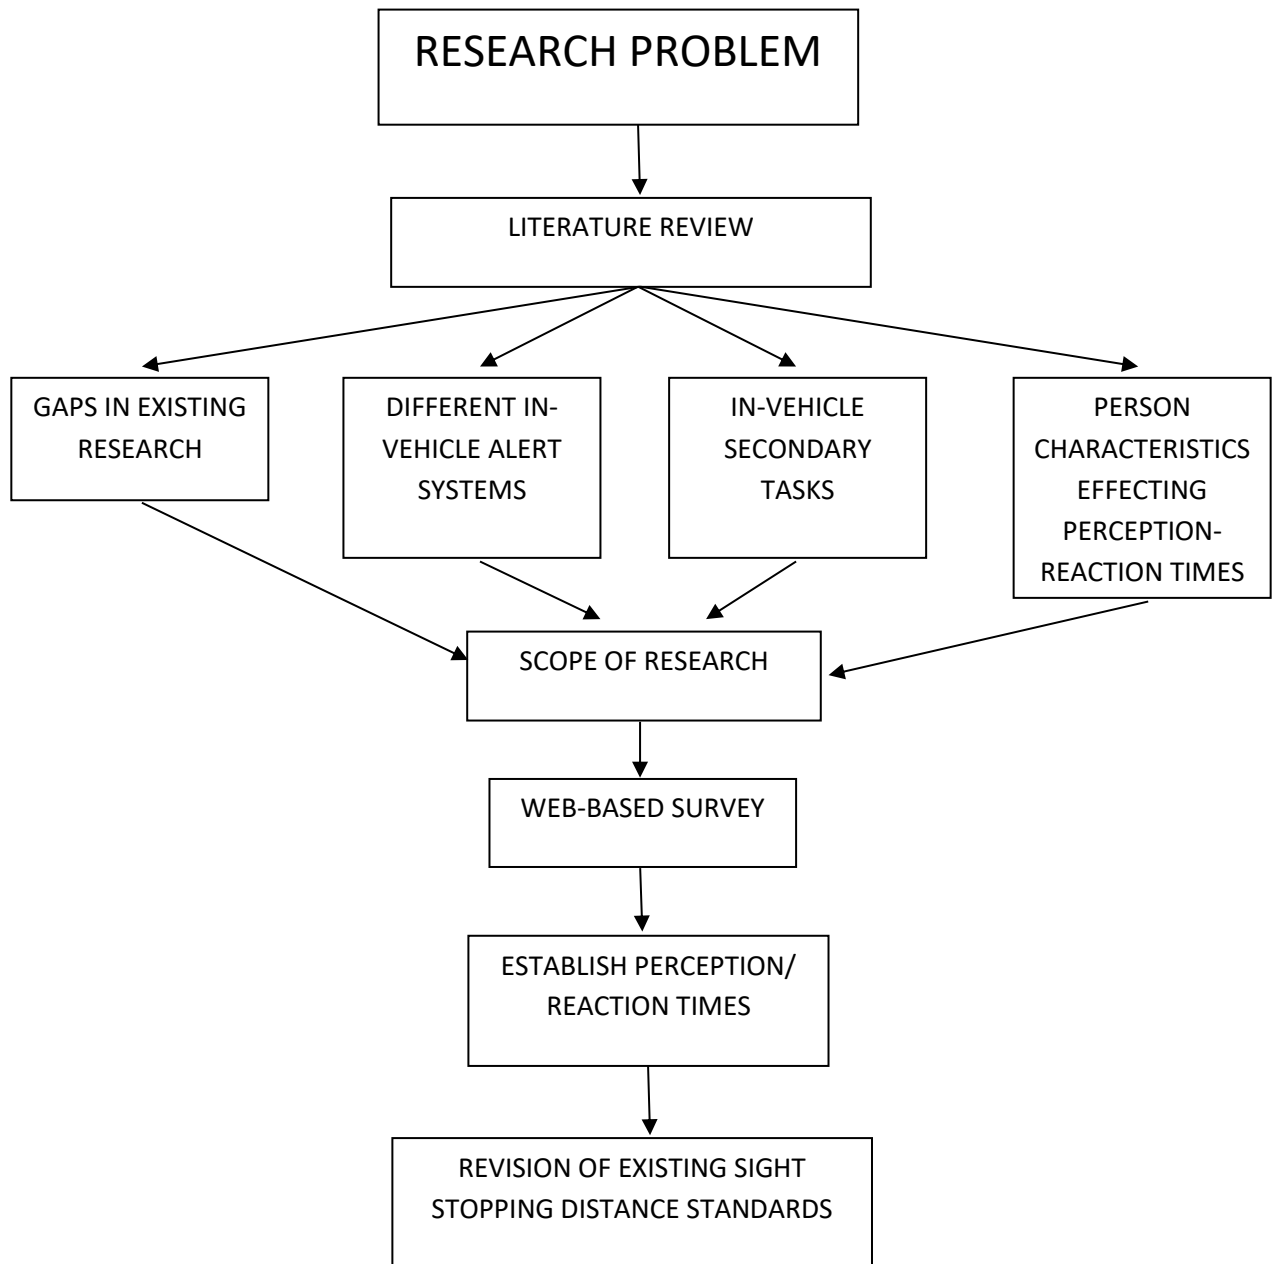 RESEARCH PROBLEM
LITERATURE REVIEW
GAPS IN EXISTING
RESEARCH
DIFFERENT IN-
VEHICLE ALERT
SYSTEMS
IN-VEHICLE
SECONDARY
TASKS
PERSON
CHARACTERISTICS
EFFECTING
PERCEPTION-
REACTION TIMES
SCOPE OF RESEARCH
WEB-BASED SURVEY
ESTABLISH PERCEPTION/
REACTION TIMES
REVISION OF EXISTING SIGHT
STOPPING DISTANCE STANDARDS